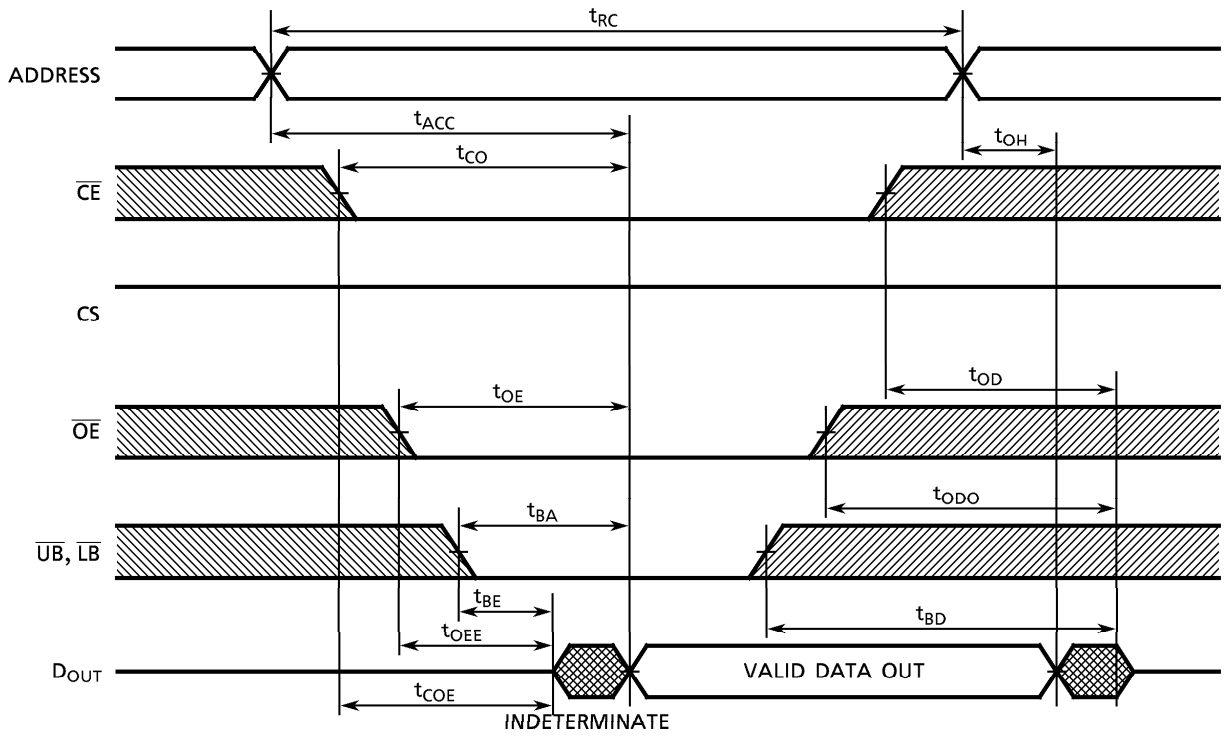 tRC
ADDRESS
tACC
tOH
tCO
CE
CS
tOD
tOE
OE
tODO
tBA
UB, LB
tBE
tBD
tOEE
DOUT
VALID DATA OUT
tCOE
INDETERMINATE